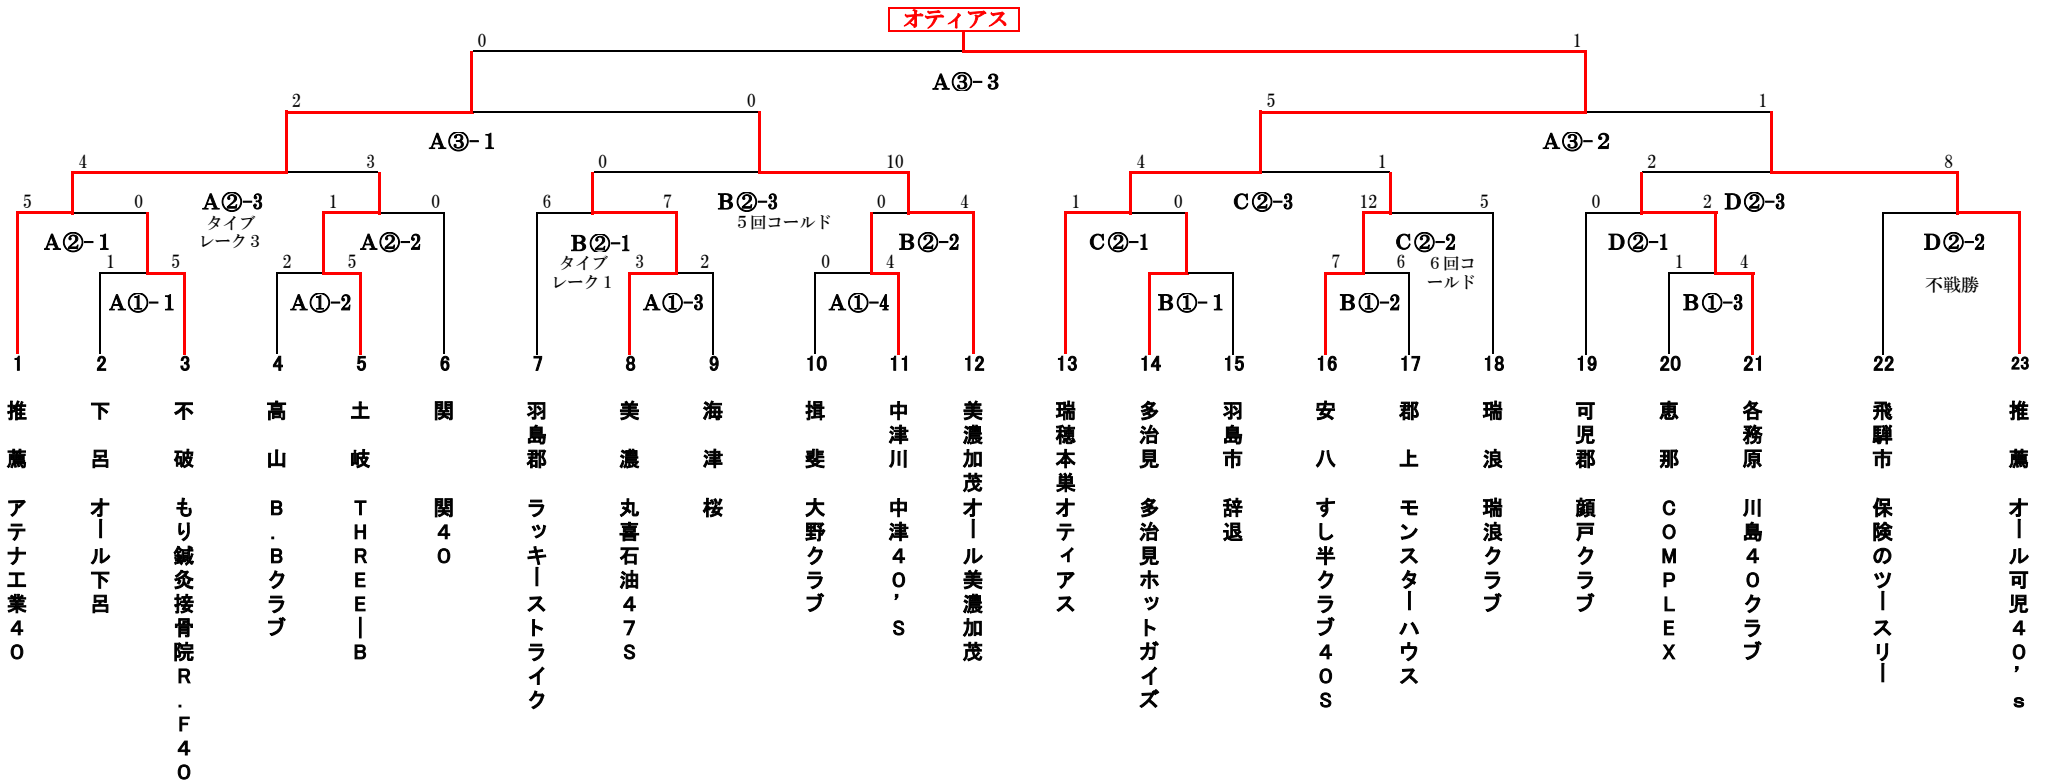 オティアス
0 1
A③-3
2 0 5 1
A③-1 A③-2
4 3 0 10 4 1 2 8
A②-3 B②-3 C②-3 D②-3
タイブ
レーク３
５回コールド
5 0 1 0 6 7 0 4 1 0 12 5 0 2
A②-1 A②-2 B②-1 B②-2 C②-1 C②-2 D②-1 D②-2
タイブ
レーク１
６回コ
ールド
不戦勝
1 5 2 5 3 2 0 4 7 6 1 4
A①-1 A①-2 A①-3 A①-4 B①-1 B①-2 B①-3
1 2 3 4 5 6 7 8 9 10 11 12 13 14 15 16 17 18 19 20 21 22 23
推薦 アテナ工業４０
下呂 オール下呂
不破 もり鍼灸接骨院Ｒ．Ｆ４０
高山 Ｂ．Ｂクラブ
土岐 ＴＨＲＥＥ－Ｂ
関 関４０
羽島郡 ラッキーストライク
美濃 丸喜石油４７Ｓ
海津 桜
揖斐 大野クラブ
中津川 中津４０’Ｓ
美濃加茂 オール美濃加茂
瑞穂本巣 オティアス
多治見 多治見ホットガイズ
羽島市 辞退
安八 すし半クラブ４０Ｓ
郡上 モンスターハウス
瑞浪 瑞浪クラブ
可児郡 顔戸クラブ
恵那 ＣＯＭＰＬＥＸ
各務原 川島４０クラブ
飛騨市 保険のツースリー
推薦 オール可児４０’ｓ